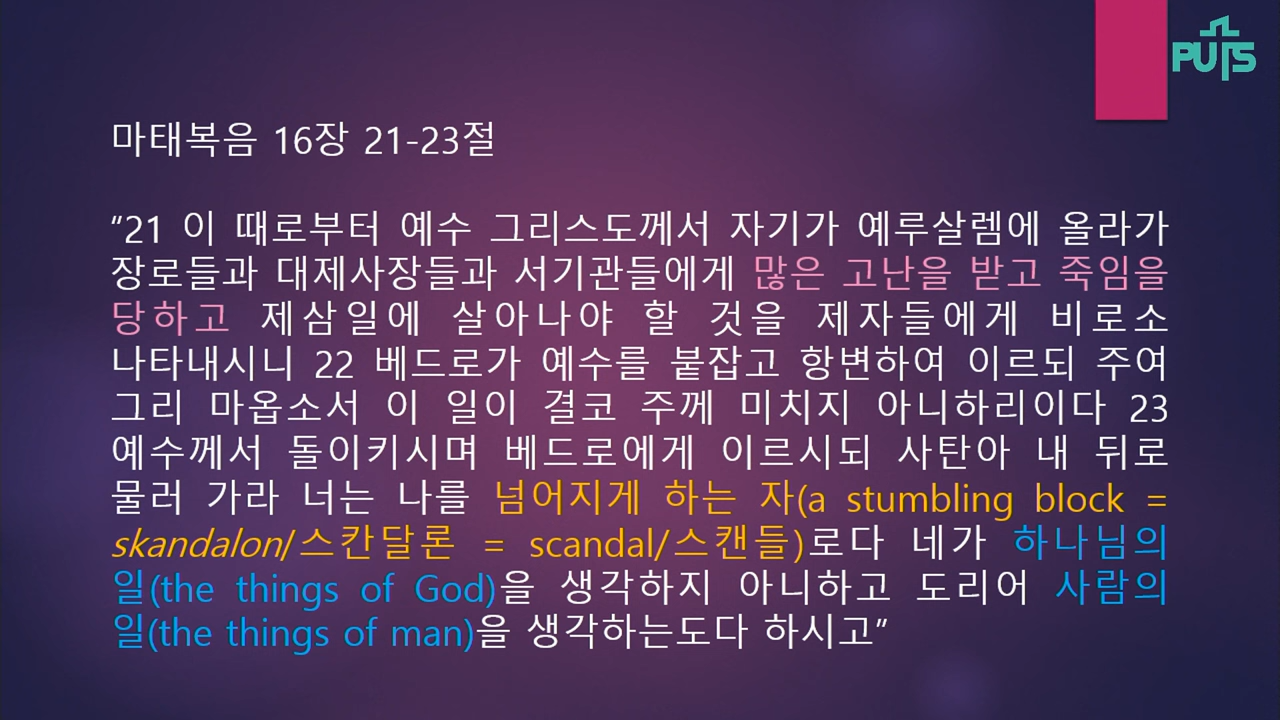 PUTS
마태복음 16장 21-23절
“21 이 때로부터 예수 그리스도께서 자기가 예루살렘에 올라가
장로들과 대제사장들과 서기관들에게 많은 고난을 받고 죽임을
당하고 제삼일에 살아나야 할 것을 제자들에게 비로소
나타내시니 22 베드로가 예수를 붙잡고 항변하여 이르되 주여
그리 마옵소서 이 일이 결코 주께 미치지 아니하리이다 23
예수께서 돌이키시며 베드로에게 이르시되 사탄아 내 뒤로
물러 가라 너는 나를 넘어지게 하는 자(a stumbling block =
skandalon/스칸달론 = scandal/스캔들)로다 네가 하나님의
일(the things of God)을 생각하지 아니하고 도리어 사람의
일(the things of man)을 생각하는도다 하시고”